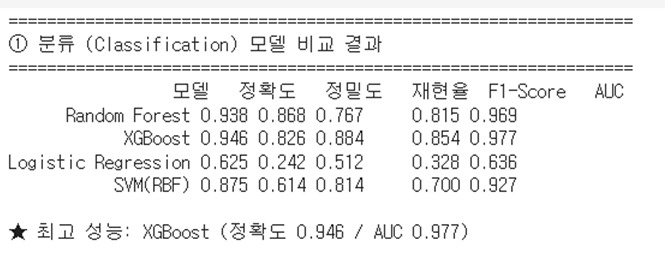 ======================================================================
① 분류 (Classification) 모델 비교 결과
======================================================================
모델 정확도 정밀도 재현율 F1-Score AUC
Random Forest 0.938 0.868 0.767 0.815 0.969
XGBoost 0.946 0.826 0.884 0.854 0.977
Logistic Regression 0.625 0.242 0.512 0.328 0.636
SVM(RBF) 0.875 0.614 0.814 0.700 0.927
★ 최고 성능: XGBoost (정확도 0.946 / AUC 0.977)